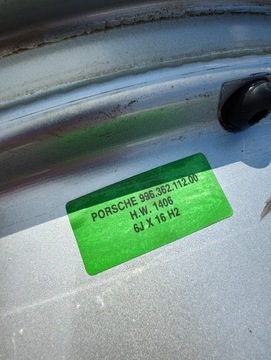 PORSCHE 996.362.112.00
H.W. 1406
6J X 16 H2